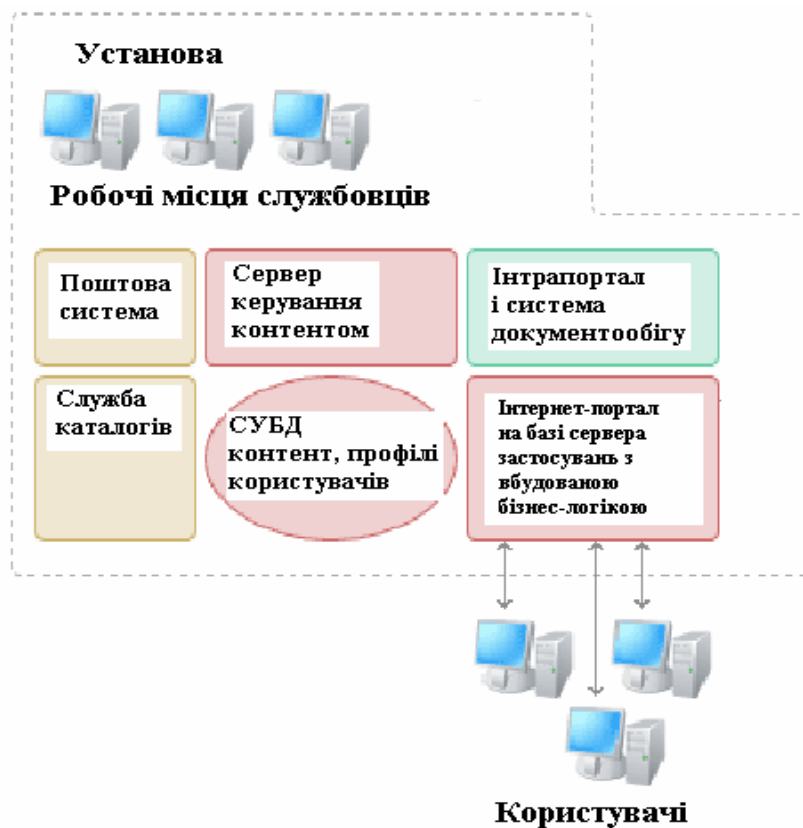 Установа
Робочі місця службовців
Поштова
система
Сервер
керування
контентом
Інтрапортал
і система
документообігу
Служба
каталогів
СУБД
контент, профілі
користувачів
Інтернет-портал
на базі сервера
застосувань з
вбудованою
бізнес-логікою
Користувачі